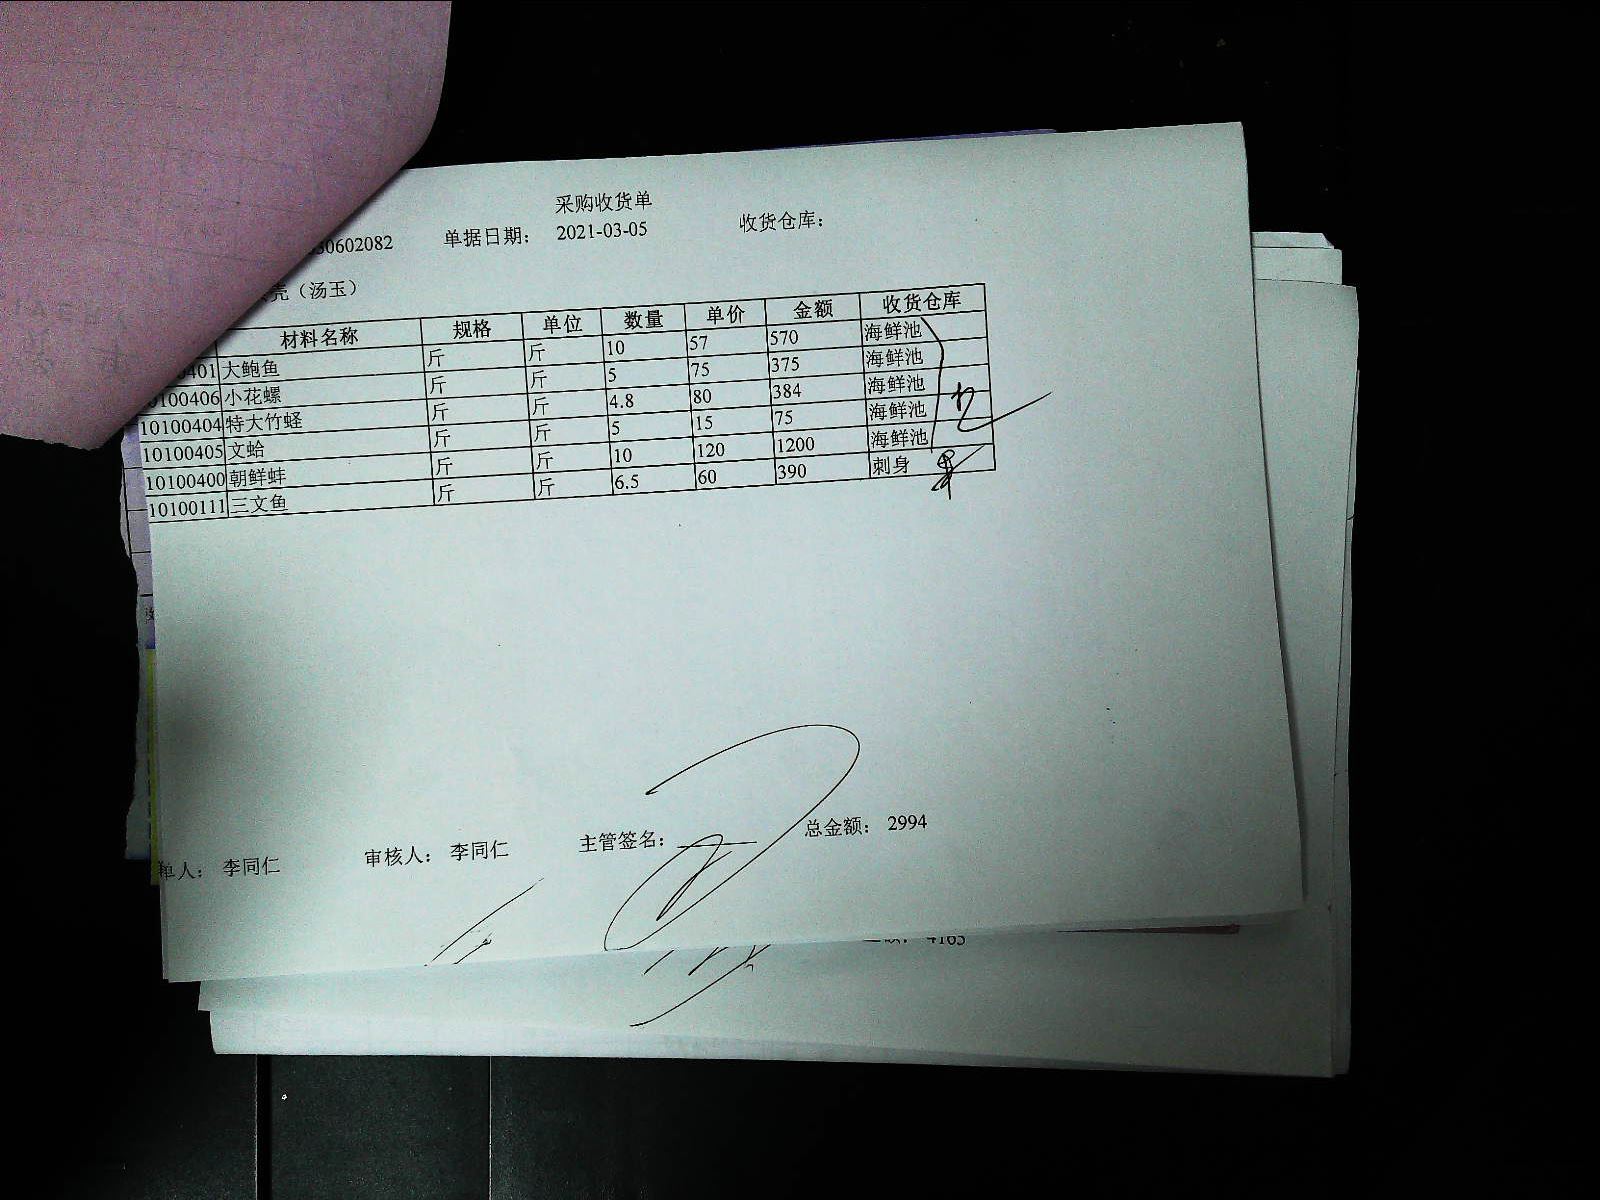 采购收货单
30602082 单据日期： 2021-03-05 收货仓库：
壳（汤玉）
材料名称 规格 单位 数量 单价 金额 收货仓库
401 大鲍鱼 斤 斤 10 57 570 海鲜池
0100406 小花螺 斤 斤 5 75 375 海鲜池
10100404 特大竹蛏 斤 斤 4.8 80 384 海鲜池
10100405 文蛤 斤 斤 5 15 75 海鲜池
10100400 朝鲜蚌 斤 斤 10 120 1200 海鲜池
10100111 三文鱼 斤 斤 6.5 60 390 刺身
单人： 李同仁 审核人： 李同仁 主管签名： 总金额： 2994
4165